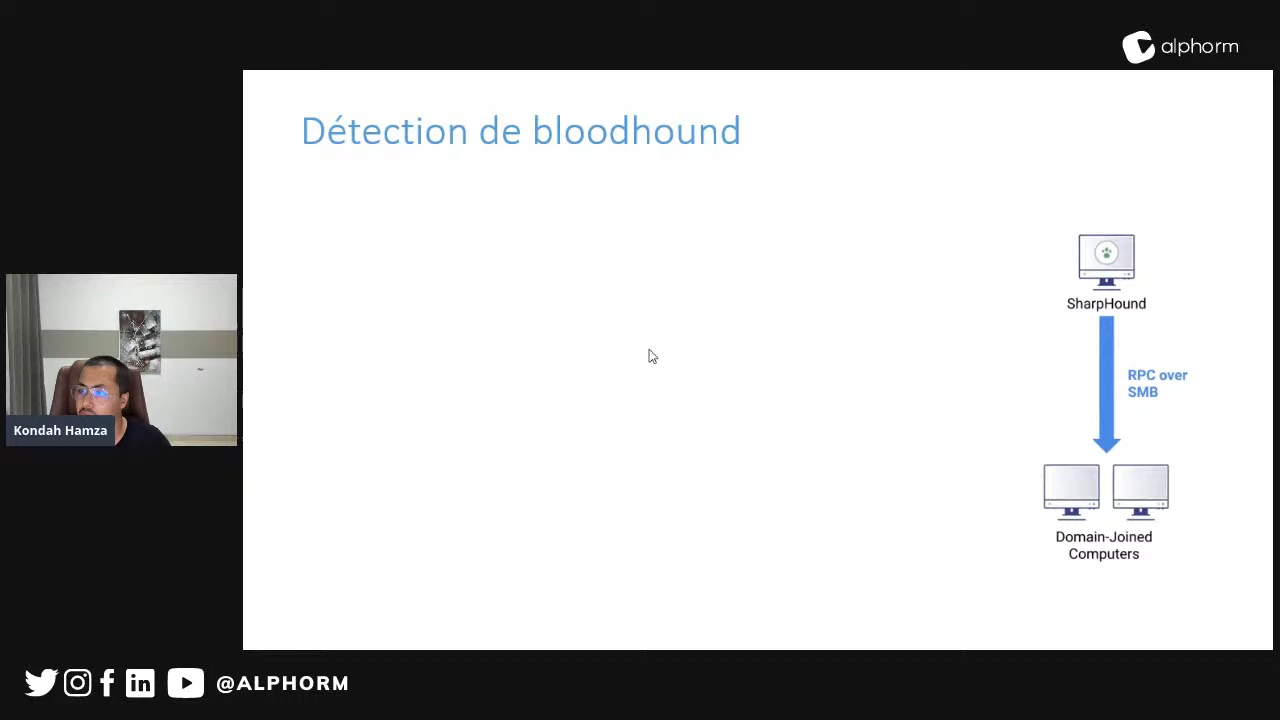 alphorm
Détection de bloodhound
SharpHound
RPC over
SMB
Kondah Hamza
Domain-Joined
Computers
@ALPHORM